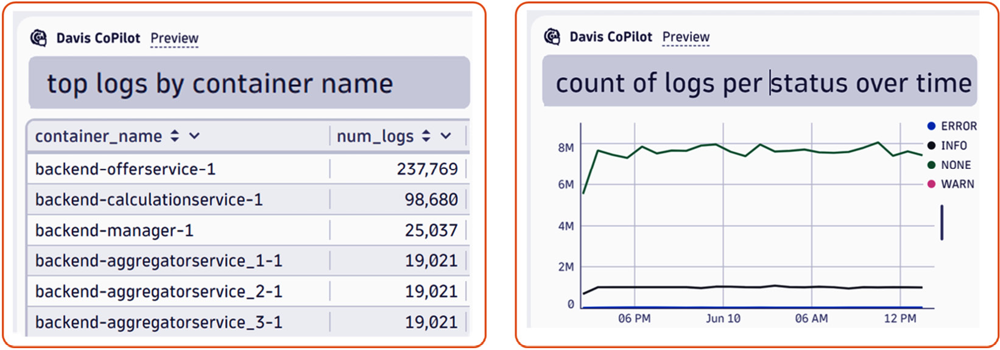 Davis CoPilot Preview
top logs by container name
container_name num_logs
backend-offerservice-1 237,769
backend-calculationservice-1 98,680
backend-manager-1 25,037
backend-aggregatorservice_1-1 19,021
backend-aggregatorservice_2-1 19,021
backend-aggregatorservice_3-1 19,021
Davis CoPilot Preview
count of logs per status over time
8M
6M
4M
2M
0
06 PM Jun 10 06 AM 12 PM
ERROR
INFO
NONE
WARN